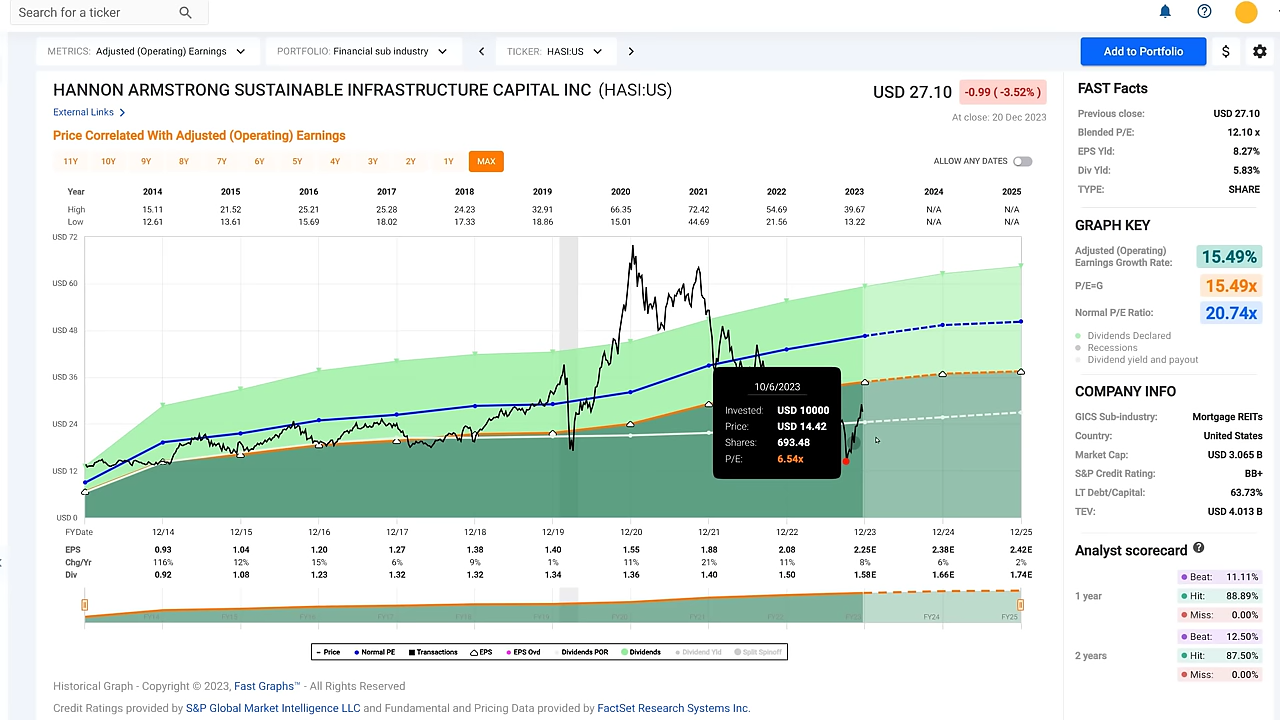 Search for a ticker
METRICS: Adjusted (Operating) Earnings PORTFOLIO: Financial sub industry TICKER: HASI:US Add to Portfolio $
HANNON ARMSTRONG SUSTAINABLE INFRASTRUCTURE CAPITAL INC (HASI:US) USD 27.10 -0.99 ( -3.52% )
External Links
At close: 20 Dec 2023
Price Correlated With Adjusted (Operating) Earnings
11Y 10Y 9Y 8Y 7Y 6Y 5Y 4Y 3Y 2Y 1Y MAX ALLOW ANY DATES
Year 2014 2015 2016 2017 2018 2019 2020 2021 2022 2023 2024 2025
High 15.11 21.52 25.21 25.28 24.23 32.91 66.35 72.42 54.69 39.67 N/A N/A
Low 12.61 13.61 15.69 18.02 17.33 18.86 15.01 44.69 21.56 13.22 N/A N/A
USD 72
USD 60
USD 48
USD 36
USD 24
USD 12
USD 0
10/6/2023
Invested: USD 10000
Price: USD 14.42
Shares: 693.48
P/E: 6.54x
FYDate 12/14 12/15 12/16 12/17 12/18 12/19 12/20 12/21 12/22 12/23 12/24 12/25
EPS 0.93 1.04 1.20 1.27 1.38 1.40 1.55 1.88 2.08 2.25E 2.38E 2.42E
Chg/Yr 116% 12% 15% 6% 9% 1% 11% 21% 11% 8% 6% 2%
Div 0.92 1.08 1.23 1.32 1.32 1.34 1.36 1.40 1.50 1.58E 1.66E 1.74E
FY24 FY25
Price Normal PE Transactions EPS EPS Ovrd Dividends POR Dividends Dividend Yld Split Spinoff
Historical Graph - Copyright © 2023, Fast Graphs™ - All Rights Reserved
Credit Ratings provided by S&P Global Market Intelligence LLC and Fundamental and Pricing Data provided by FactSet Research Systems Inc.
FAST Facts
Previous close: USD 27.10
Blended P/E: 12.10 x
EPS Yld: 8.27%
Div Yld: 5.83%
TYPE: SHARE
GRAPH KEY
Adjusted (Operating)
Earnings Growth Rate: 15.49%
P/E=G 15.49x
Normal P/E Ratio: 20.74x
Dividends Declared
Recessions
Dividend yield and payout
COMPANY INFO
GICS Sub-industry: Mortgage REITs
Country: United States
Market Cap: USD 3.065 B
S&P Credit Rating: BB+
LT Debt/Capital: 63.73%
TEV: USD 4.013 B
Analyst scorecard
Beat: 11.11%
1 year Hit: 88.89%
Miss: 0.00%
Beat: 12.50%
2 years Hit: 87.50%
Miss: 0.00%